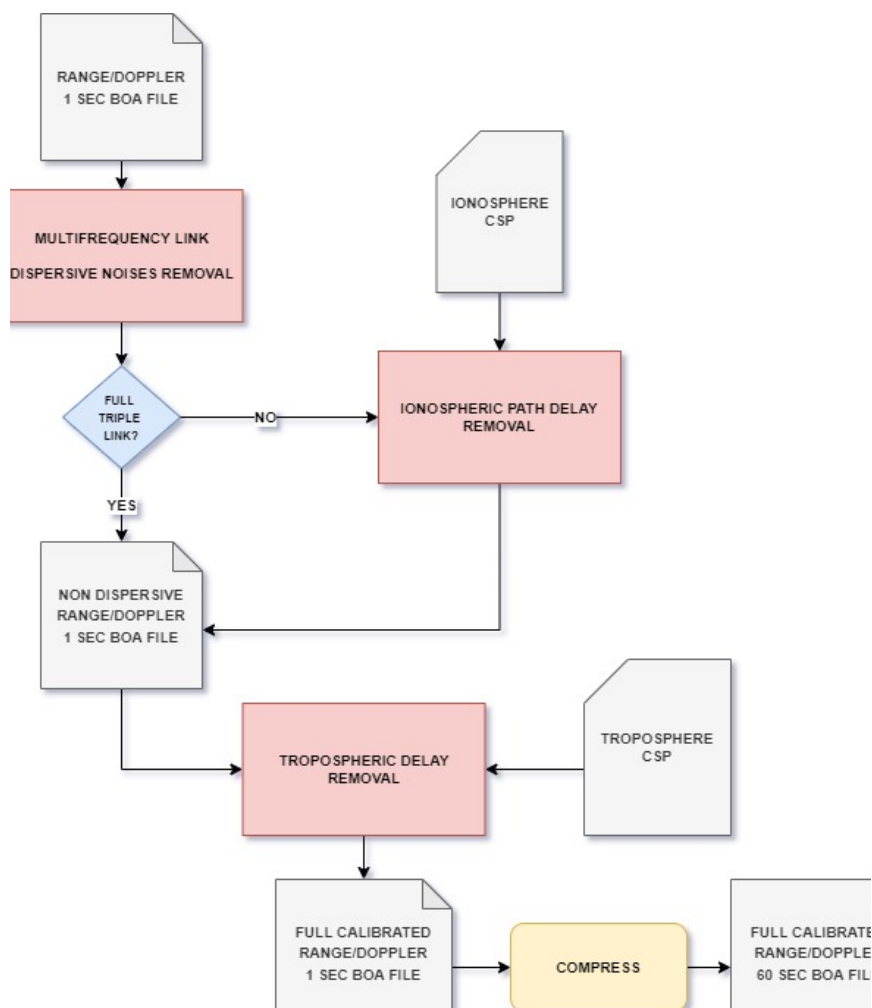 RANGE/DOPPLER
1 SEC BOA FILE
IONOSPHERE
CSP
MULTIFREQUENCY LINK
DISPERSIVE NOISES REMOVAL
FULL
TRIPLE
LINK?
NO
IONOSPHERIC PATH DELAY
REMOVAL
YES
NON DISPERSIVE
RANGE/DOPPLER
1 SEC BOA FILE
TROPOSPHERE
CSP
TROPOSPHERIC DELAY
REMOVAL
FULL CALIBRATED
RANGE/DOPPLER
1 SEC BOA FILE
COMPRESS
FULL CALIBRATE
RANGE/DOPPLE
60 SEC BOA FIL